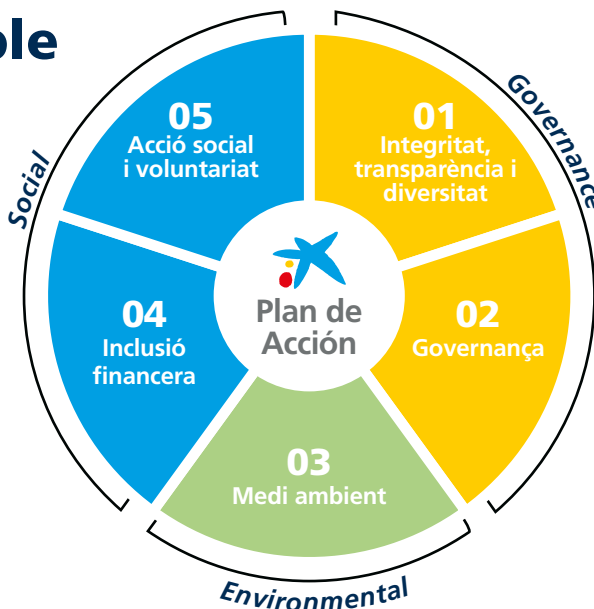 Governance
01
Integritat,
transparència i
diversitat
02
Governança
03
Medi ambient
Environmental
04
Inclusió
financera
05
Acció social
i voluntariat
Social
Plan de
Acción